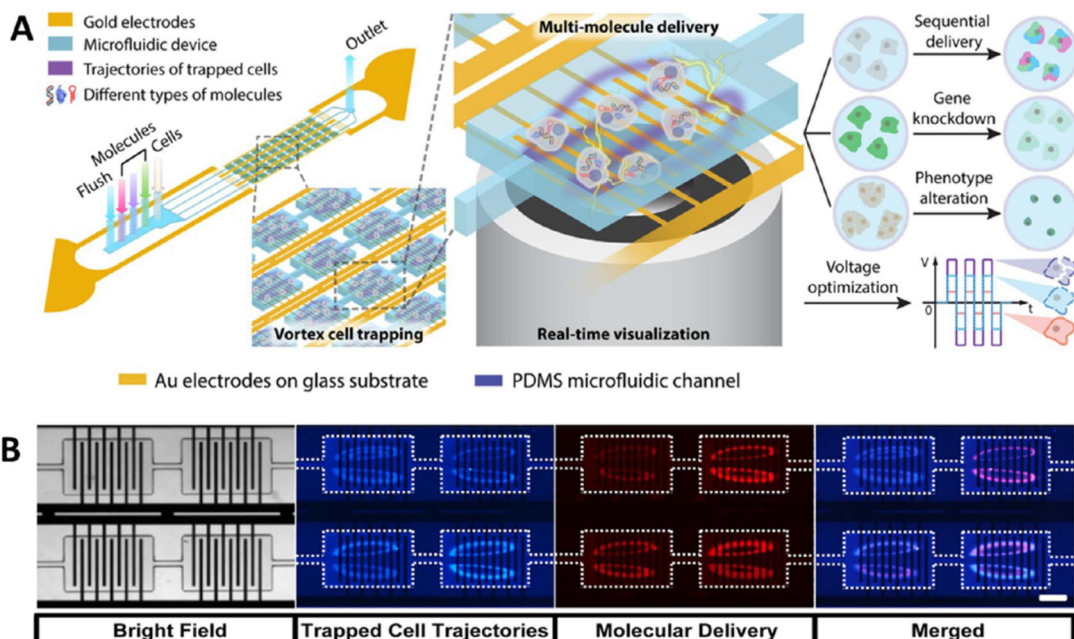 A
Gold electrodes
Microfluidic device
Trajectories of trapped cells
Different types of molecules
Outlet
Flush
Molecules
Cells
Vortex cell trapping
Multi-molecule delivery
Real-time visualization
Sequential
delivery
Gene
knockdown
Phenotype
alteration
Voltage
optimization
V
0
t
Au electrodes on glass substrate
PDMS microfluidic channel
B
Bright Field
Trapped Cell Trajectories
Molecular Delivery
Merged